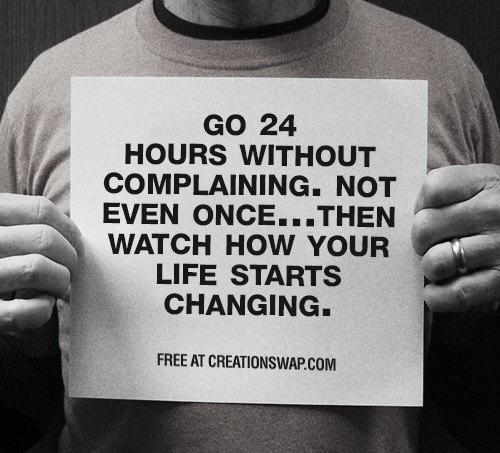 GO 24
HOURS WITHOUT
COMPLAINING. NOT
EVEN ONCE...THEN
WATCH HOW YOUR
LIFE STARTS
CHANGING.
FREE AT CREATIONSWAP.COM